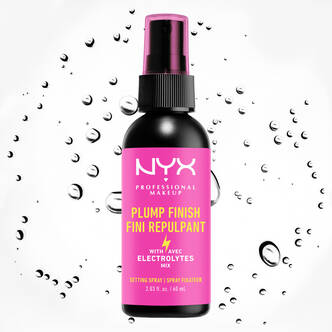 NYX
PROFESSIONAL
MAKEUP
PLUMP FINISH
FINI REPULPANT
WITH AVEC
ELECTROLYTES
MIX
SETTING SPRAY | SPRAY FIXATEUR
2.03 fl. oz. / 60 mL